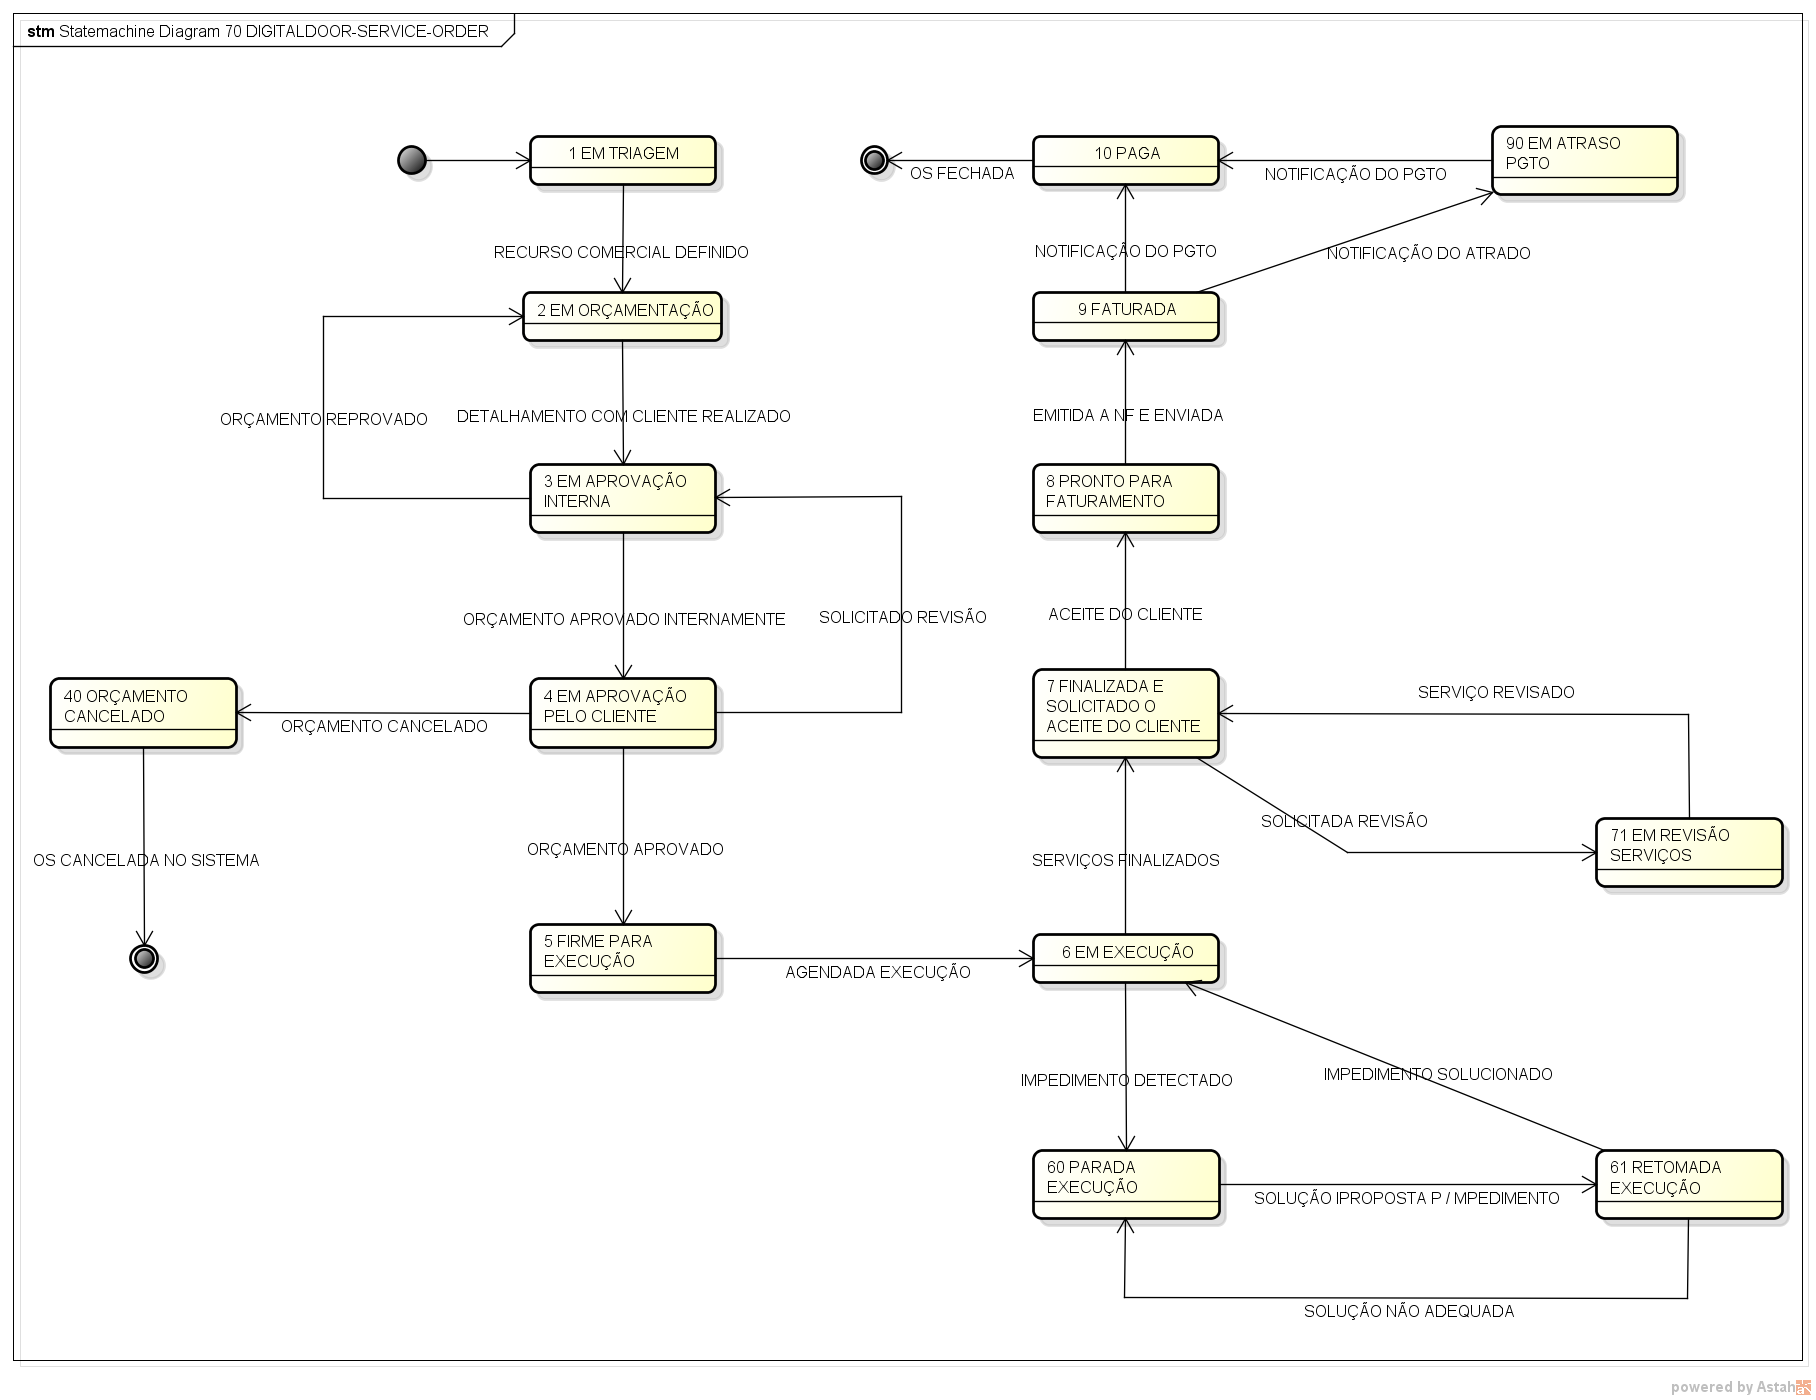 stm Statemachine Diagram 70 DIGITALDOOR-SERVICE-ORDER
1 EM TRIAGEM
OS FECHADA
10 PAGA
NOTIFICAÇÃO DO PGTO
90 EM ATRASO
PGTO
RECURSO COMERCIAL DEFINIDO
NOTIFICAÇÃO DO PGTO
NOTIFICAÇÃO DO ATRADO
2 EM ORÇAMENTAÇÃO
9 FATURADA
ORÇAMENTO REPROVADO
DETALHAMENTO COM CLIENTE REALIZADO
EMITIDA A NF E ENVIADA
3 EM APROVAÇÃO
INTERNA
8 PRONTO PARA
FATURAMENTO
ORÇAMENTO APROVADO INTERNAMENTE
SOLICITADO REVISÃO
ACEITE DO CLIENTE
40 ORÇAMENTO
CANCELADO
ORÇAMENTO CANCELADO
4 EM APROVAÇÃO
PELO CLIENTE
7 FINALIZADA E
SOLICITADO O
ACEITE DO CLIENTE
SERVIÇO REVISADO
SOLICITADA REVISÃO
71 EM REVISÃO
SERVIÇOS
OS CANCELADA NO SISTEMA
ORÇAMENTO APROVADO
SERVIÇOS FINALIZADOS
5 FIRME PARA
EXECUÇÃO
AGENDADA EXECUÇÃO
6 EM EXECUÇÃO
IMPEDIMENTO DETECTADO
IMPEDIMENTO SOLUCIONADO
60 PARADA
EXECUÇÃO
SOLUÇÃO IPROPOSTA P / MPEDIMENTO
61 RETOMADA
EXECUÇÃO
SOLUÇÃO NÃO ADEQUADA
powered by Astah